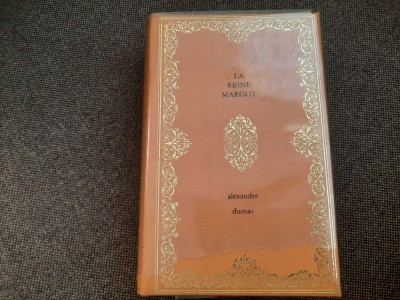 LA
REINE
MARGOT
alexandre
dumas